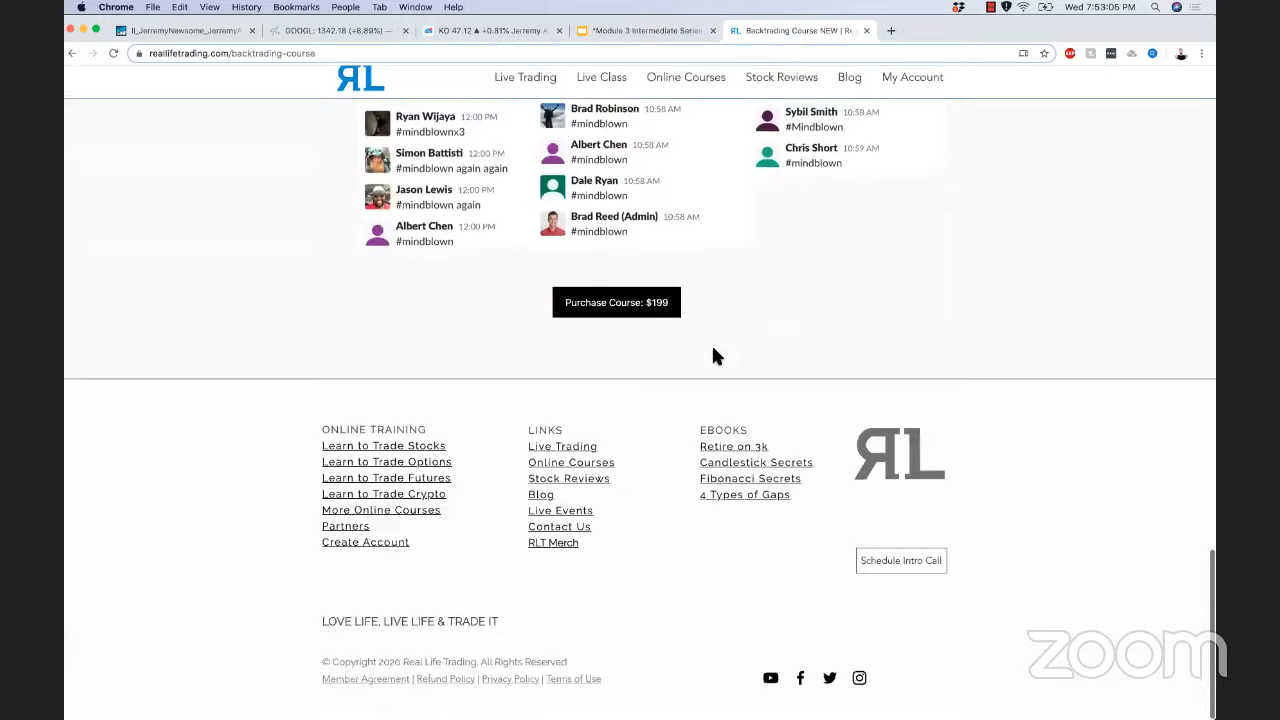 Chrome File Edit View History Bookmarks People Tab Window Help Wed 7:53:05 PM
II_JerremyNewsome_JerremyA
GOOGL: 1342.18 (+8.89%) —
KO 47.12 ▲ +0.81% Jerremy A
*Module 3 Intermediate Series
Backtrading Course NEW | Rea
reallifetrading.com/backtrading-course
RL
Live Trading Live Class Online Courses Stock Reviews Blog My Account
Ryan Wijaya 12:00 PM
#mindblownx3
Simon Battisti 12:00 PM
#mindblown again again
Jason Lewis 12:00 PM
#mindblown again
Albert Chen 12:00 PM
#mindblown
Brad Robinson 10:58 AM
#mindblown
Albert Chen 10:58 AM
#mindblown
Dale Ryan 10:58 AM
#mindblown
Brad Reed (Admin) 10:58 AM
#mindblown
Sybil Smith 10:58 AM
#Mindblown
Chris Short 10:59 AM
#mindblown
Purchase Course: $199
ONLINE TRAINING
Learn to Trade Stocks
Learn to Trade Options
Learn to Trade Futures
Learn to Trade Crypto
More Online Courses
Partners
Create Account
LINKS
Live Trading
Online Courses
Stock Reviews
Blog
Live Events
Contact Us
RLT Merch
EBOOKS
Retire on 3k
Candlestick Secrets
Fibonacci Secrets
4 Types of Gaps
RL
Schedule Intro Call
LOVE LIFE, LIVE LIFE & TRADE IT
© Copyright 2020 Real Life Trading, All Rights Reserved
Member Agreement | Refund Policy | Privacy Policy | Terms of Use
zoom